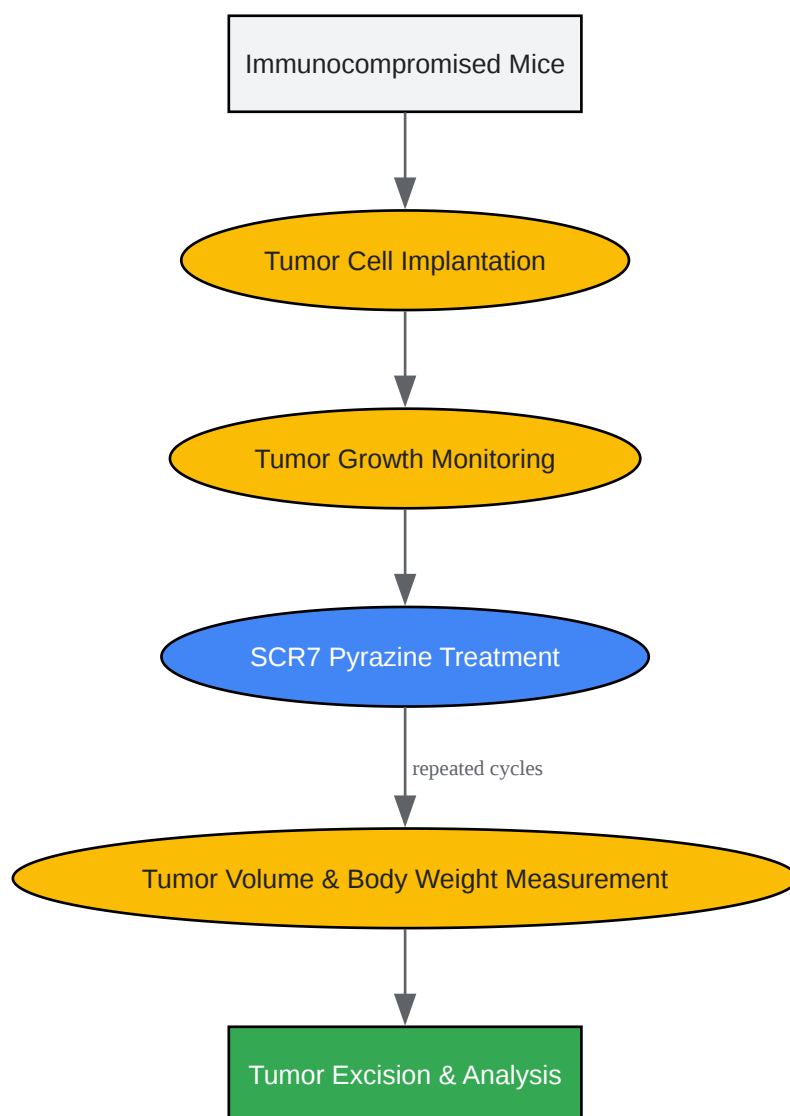 Immunocompromised Mice
Tumor Cell Implantation
Tumor Growth Monitoring
SCR7 Pyrazine Treatment
repeated cycles
Tumor Volume & Body Weight Measurement
Tumor Excision & Analysis